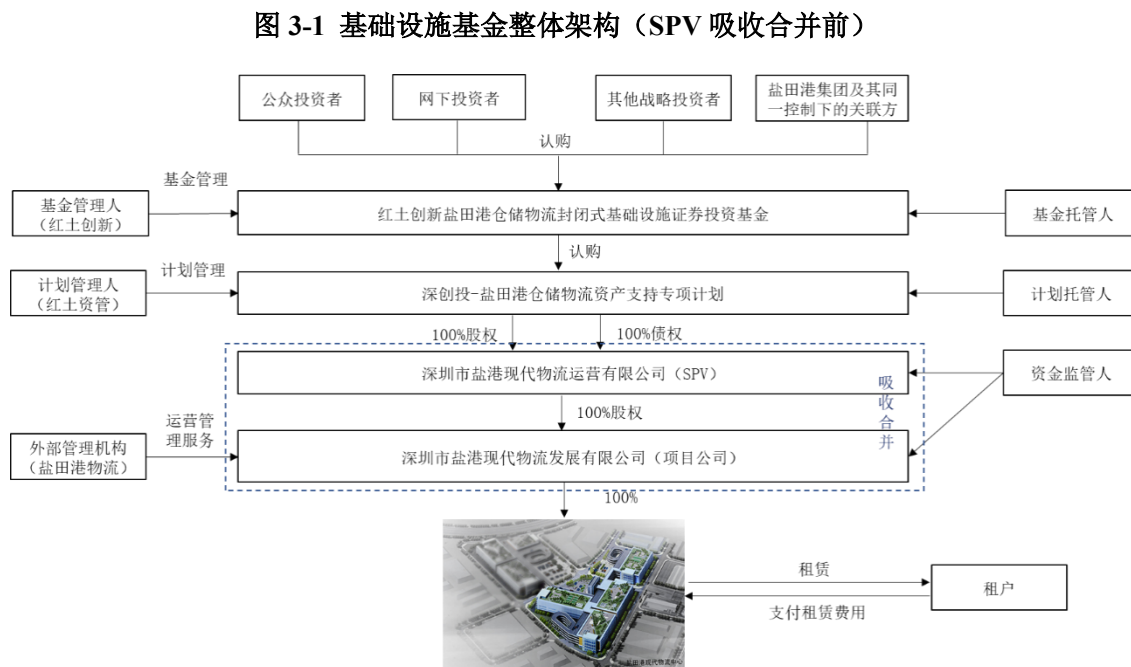 图 3-1 基础设施基金整体架构（SPV 吸收合并前）
公众投资者
网下投资者
其他战略投资者
盐田港集团及其同
一控制下的关联方
认购
基金管理
基金管理人
（红土创新）
红土创新盐田港仓储物流封闭式基础设施证券投资基金
基金托管人
认购
计划管理
计划管理人
（红土资管）
深创投-盐田港仓储物流资产支持专项计划
计划托管人
100%股权
100%债权
深圳市盐港现代物流运营有限公司（SPV）
资金监管人
吸收合并
100%股权
运营管
理服务
外部管理机构
（盐田港物流）
深圳市盐港现代物流发展有限公司（项目公司）
100%
租赁
租户
支付租赁费用
盐田港现代物流中心